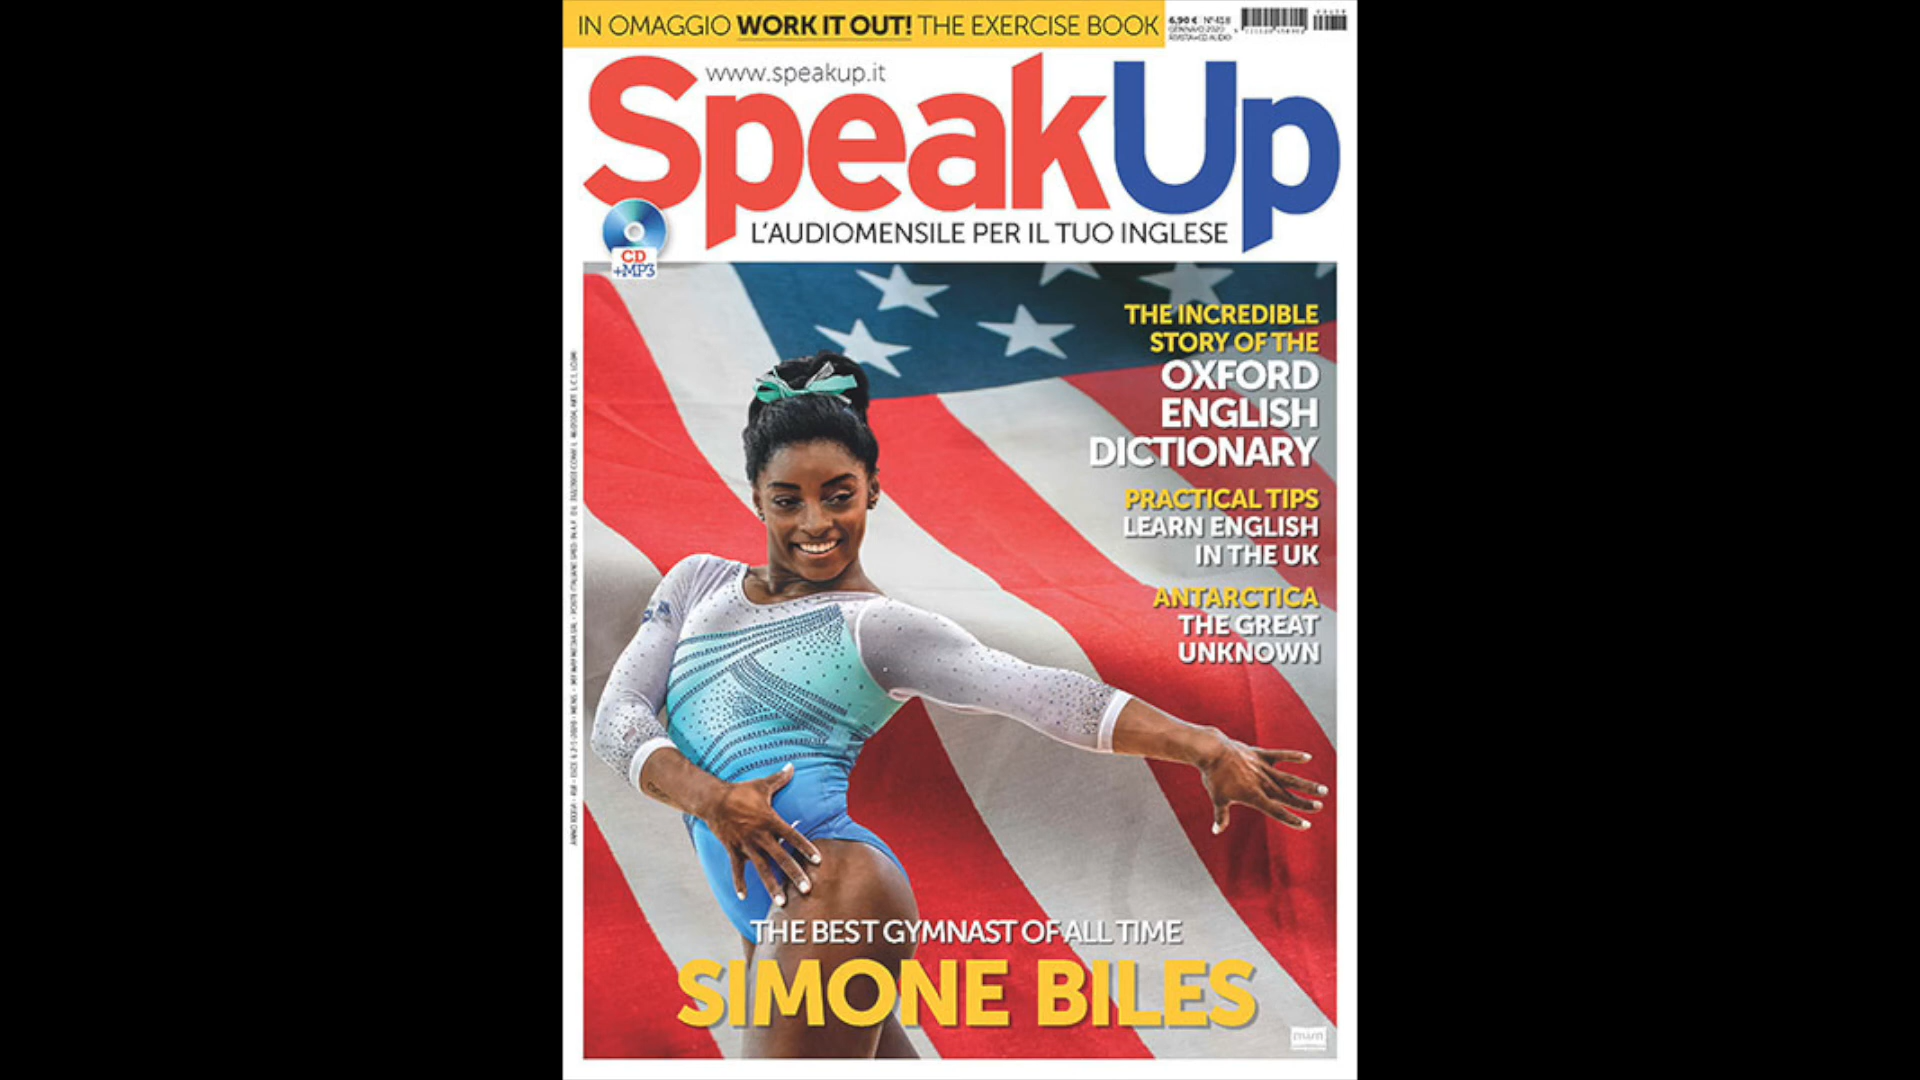 IN OMAGGIO WORK IT OUT! THE EXERCISE BOOK
6,90 €
www.speakup.it
SpeakUp
L'AUDIOMENSILE PER IL TUO INGLESE
CD
+MP3
THE INCREDIBLE
STORY OF THE
OXFORD
ENGLISH
DICTIONARY
PRACTICAL TIPS
LEARN ENGLISH
IN THE UK
ANTARCTICA
THE GREAT
UNKNOWN
THE BEST GYMNAST OF ALL TIME
SIMONE BILES